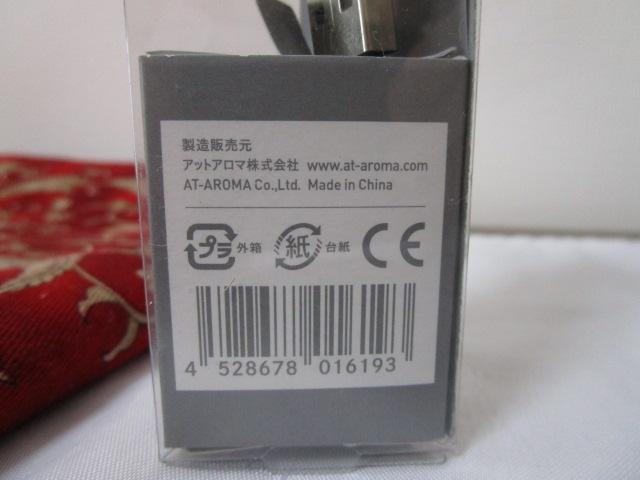 製造販売元
アットアロマ株式会社 www.at-aroma.com
AT-AROMA Co.,Ltd. Made in China
プラ 外箱 紙 台紙 CE
4 528678 016193